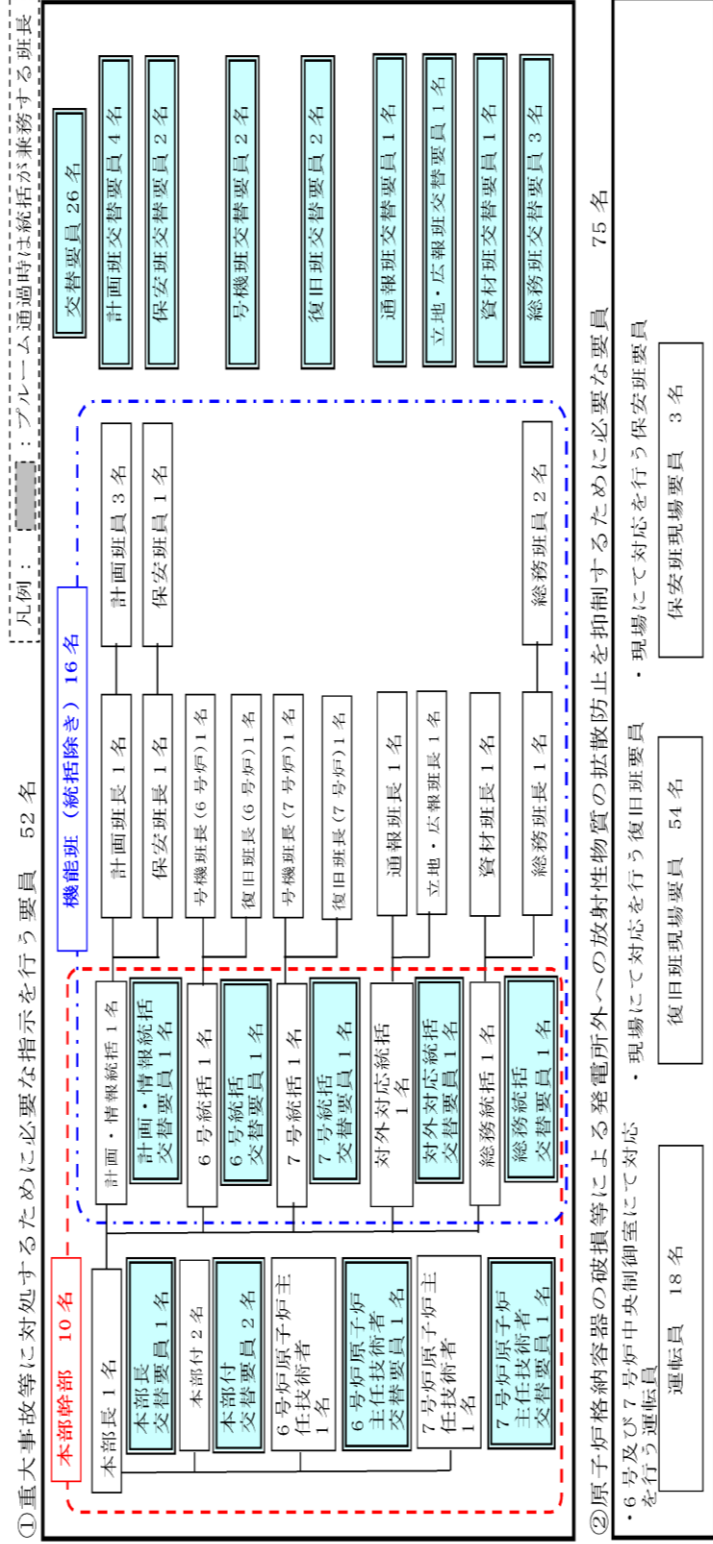 ①重大事故等に対処するために必要な指示を行う要員 52名
凡例： ：プルーム通過時は統括が兼務する班長
本部幹部 10名
機能班（統括除き）16名
交替要員 26名
本部長1名
本部長
交替要員1名
本部付2名
本部付
交替要員2名
6号炉原子炉主
任技術者
1名
6号炉原子炉
主任技術者
交替要員1名
7号炉原子炉主
任技術者
1名
7号炉原子炉
主任技術者
交替要員1名
計画・情報統括1名
計画・情報統括
交替要員1名
6号統括1名
6号統括
交替要員1名
7号統括1名
7号統括
交替要員1名
対外対応統括
1名
対外対応統括
交替要員1名
総務統括1名
総務統括
交替要員1名
計画班長1名
保安班長1名
号機班長(6号炉)1名
復旧班長(6号炉)1名
号機班長(7号炉)1名
復旧班長(7号炉)1名
通報班長1名
立地・広報班長1名
資材班長1名
総務班長1名
計画班員3名
保安班員1名
総務班員2名
計画班交替要員4名
保安班交替要員2名
号機班交替要員2名
復旧班交替要員2名
通報班交替要員1名
立地・広報班交替要員1名
資材班交替要員1名
総務班交替要員3名
②原子炉格納容器の破損等による発電所外への放射性物質の拡散防止を抑制するために必要な要員 75名
・6号及び7号炉中央制御室にて対応
を行う運転員
運転員 18名
・現場にて対応を行う復旧班要員
復旧班現場要員 54名
・現場にて対応を行う保安班要員
保安班現場要員 3名